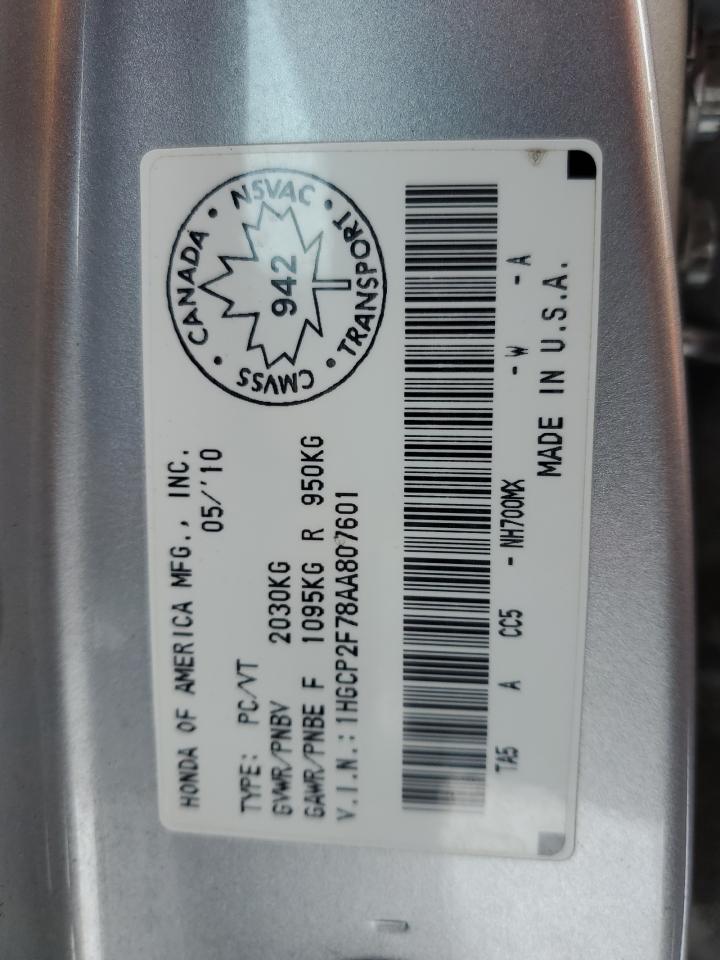 HONDA OF AMERICA MFG., INC.
05/'10
TYPE: PC/VT
GVWR/PNBV 2030KG
GAWR/PNBE F 1095KG R 950KG
V.I.N.: 1HGCP2F78AA807601
CANADA • NSVAC • TRANSPORT • CMVSS •
942
TA5 A CC5 - NH700MX - W - A
MADE IN U.S.A.